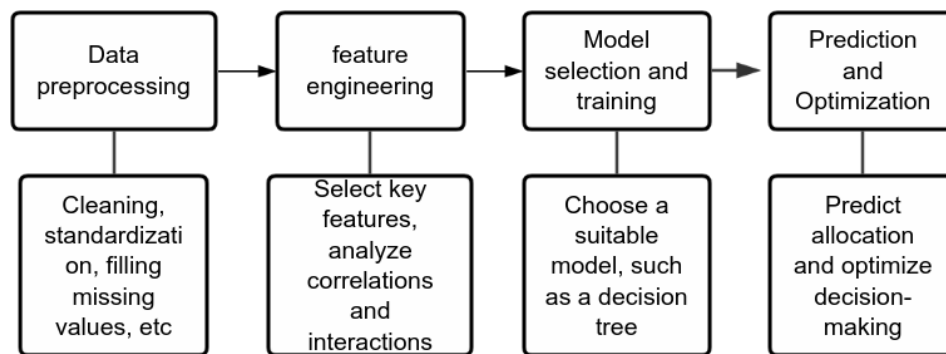 Data
preprocessing
feature
engineering
Model
selection and
training
Prediction
and
Optimization
Cleaning,
standardizati
on, filling
missing
values, etc
Select key
features,
analyze
correlations
and
interactions
Choose a
suitable
model, such
as a decision
tree
Predict
allocation
and optimize
decision-
making